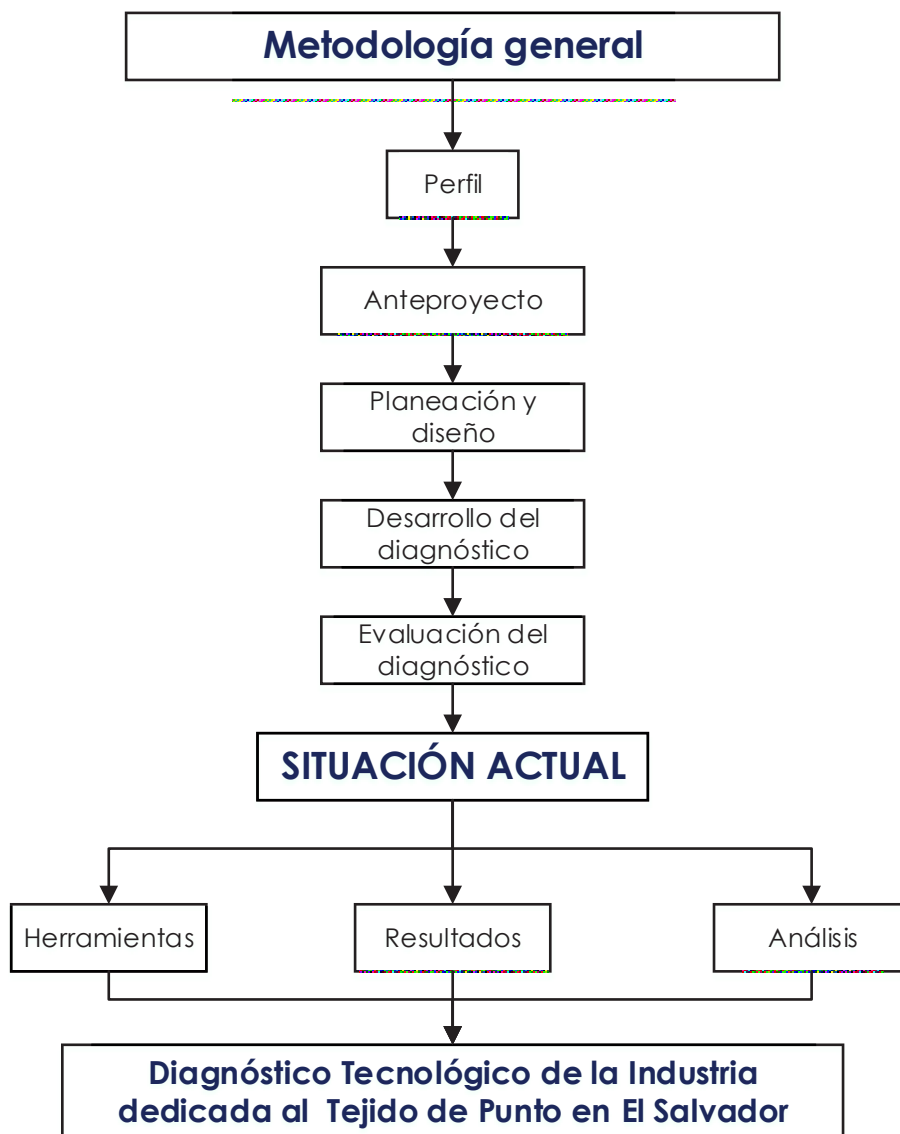 Metodología general
Perfil
Anteproyecto
Planeación y
diseño
Desarrollo del
diagnóstico
Evaluación del
diagnóstico
SITUACIÓN ACTUAL
Herramientas
Resultados
Análisis
Diagnóstico Tecnológico de la Industria
dedicada al Tejido de Punto en El Salvador